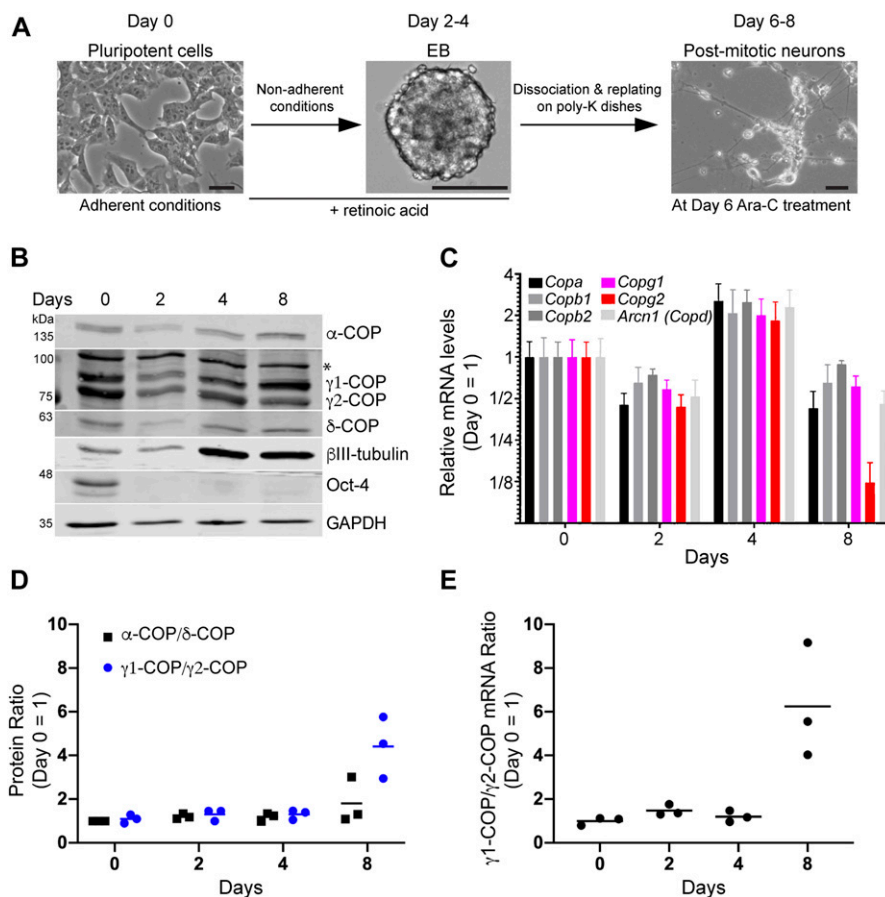 A
Day 0
Day 2-4
Day 6-8
Pluripotent cells
EB
Post-mitotic neurons
Non-adherent
conditions
Dissociation & replating
on poly-K dishes
Adherent conditions
+ retinoic acid
At Day 6 Ara-C treatment
B
Days 0 2 4 8
kDa
135
α-COP
100
*
γ1-COP
75
γ2-COP
63
δ-COP
βIII-tubulin
48
Oct-4
35
GAPDH
C
Relative mRNA levels
(Day 0 = 1)
4
2
1
1/2
1/4
1/8
Copa
Copb1
Copb2
Copg1
Copg2
Arcn1 (Copd)
0 2 4 8
Days
D
Protein Ratio
(Day 0 = 1)
10
8
6
4
2
0
α-COP/δ-COP
γ1-COP/γ2-COP
0 2 4 8
Days
E
γ1-COP/γ2-COP mRNA Ratio
(Day 0 = 1)
10
8
6
4
2
0
0 2 4 8
Days